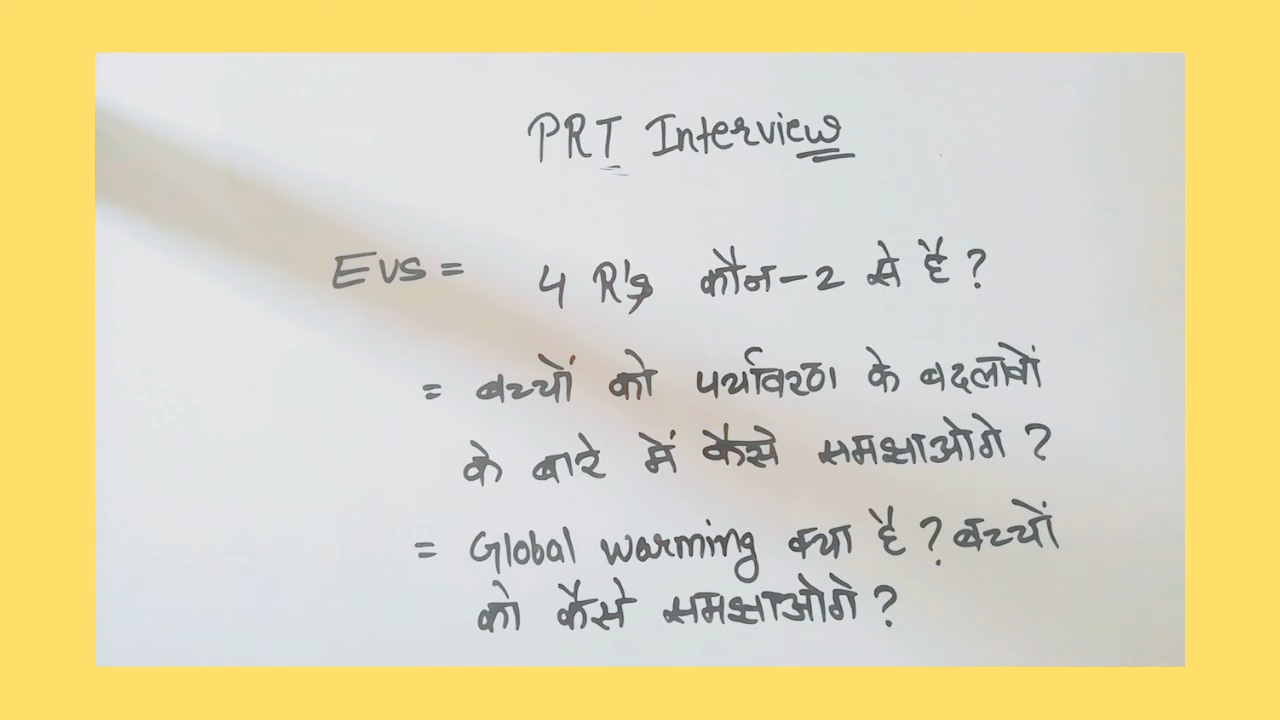 PRT Interview
EVS = 4 R's कौन-2 से है ?
= बच्चों को पर्यावरण के बदलावों
के बारे में कैसे समझाओगे ?
= Global warming क्या है ? बच्चों
को कैसे समझाओगे ?